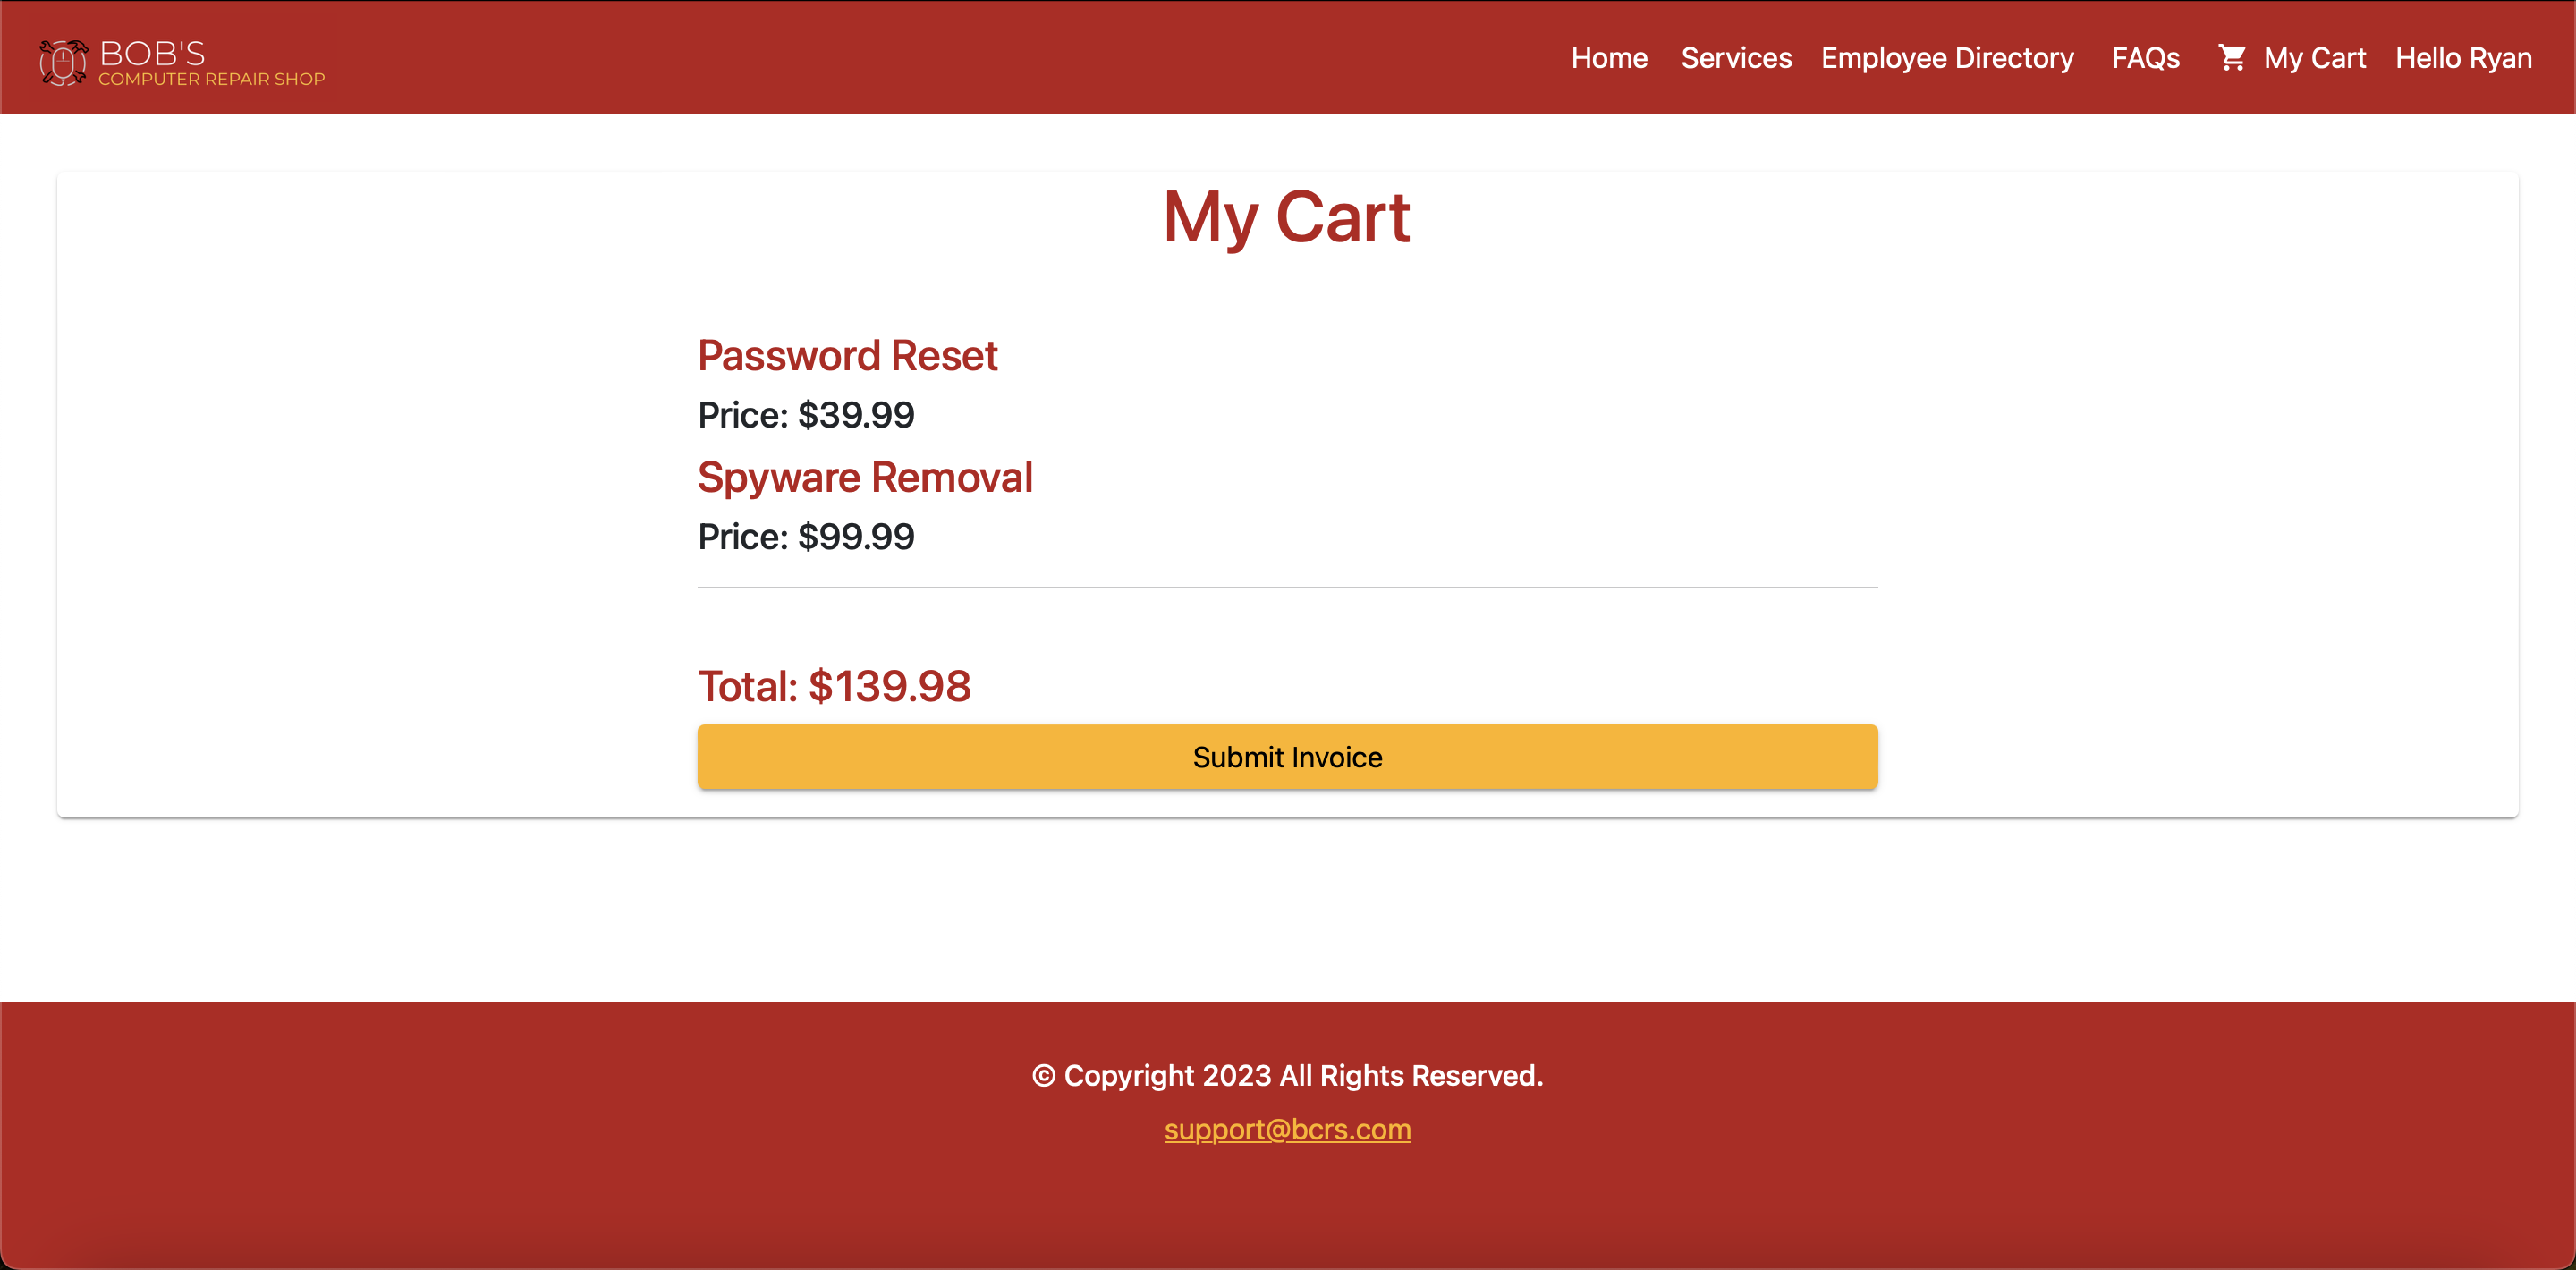 BOB'S
COMPUTER REPAIR SHOP
Home Services Employee Directory FAQs My Cart Hello Ryan
My Cart
Password Reset
Price: $39.99
Spyware Removal
Price: $99.99
Total: $139.98
Submit Invoice
© Copyright 2023 All Rights Reserved.
support@bcrs.com